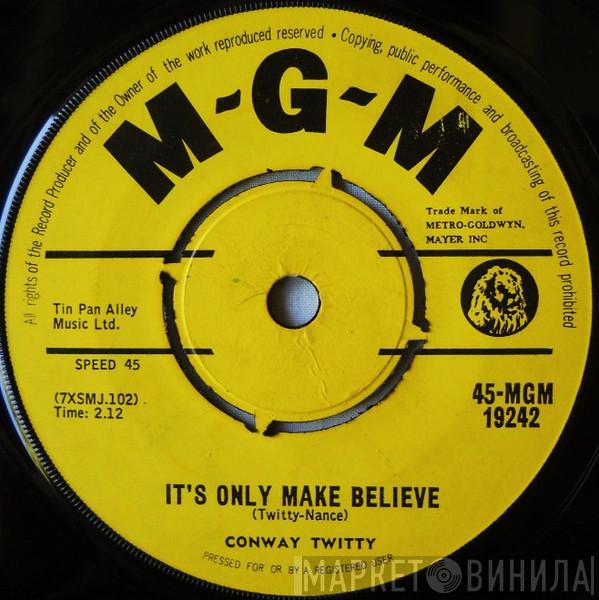 All rights of the Record Producer and of the Owner of the work reproduced reserved • Copying, public performance and broadcasting of this record prohibited
M-G-M
Trade Mark of
METRO-GOLDWYN.
MAYER INC
Tin Pan Alley
Music Ltd.
SPEED 45
(7XSMJ.102)
Time: 2.12
45-MGM
19242
IT'S ONLY MAKE BELIEVE
(Twitty-Nance)
CONWAY TWITTY
PRESSED FOR OR BY A REGISTERED USER
МАРКЕТ ВИНИЛА